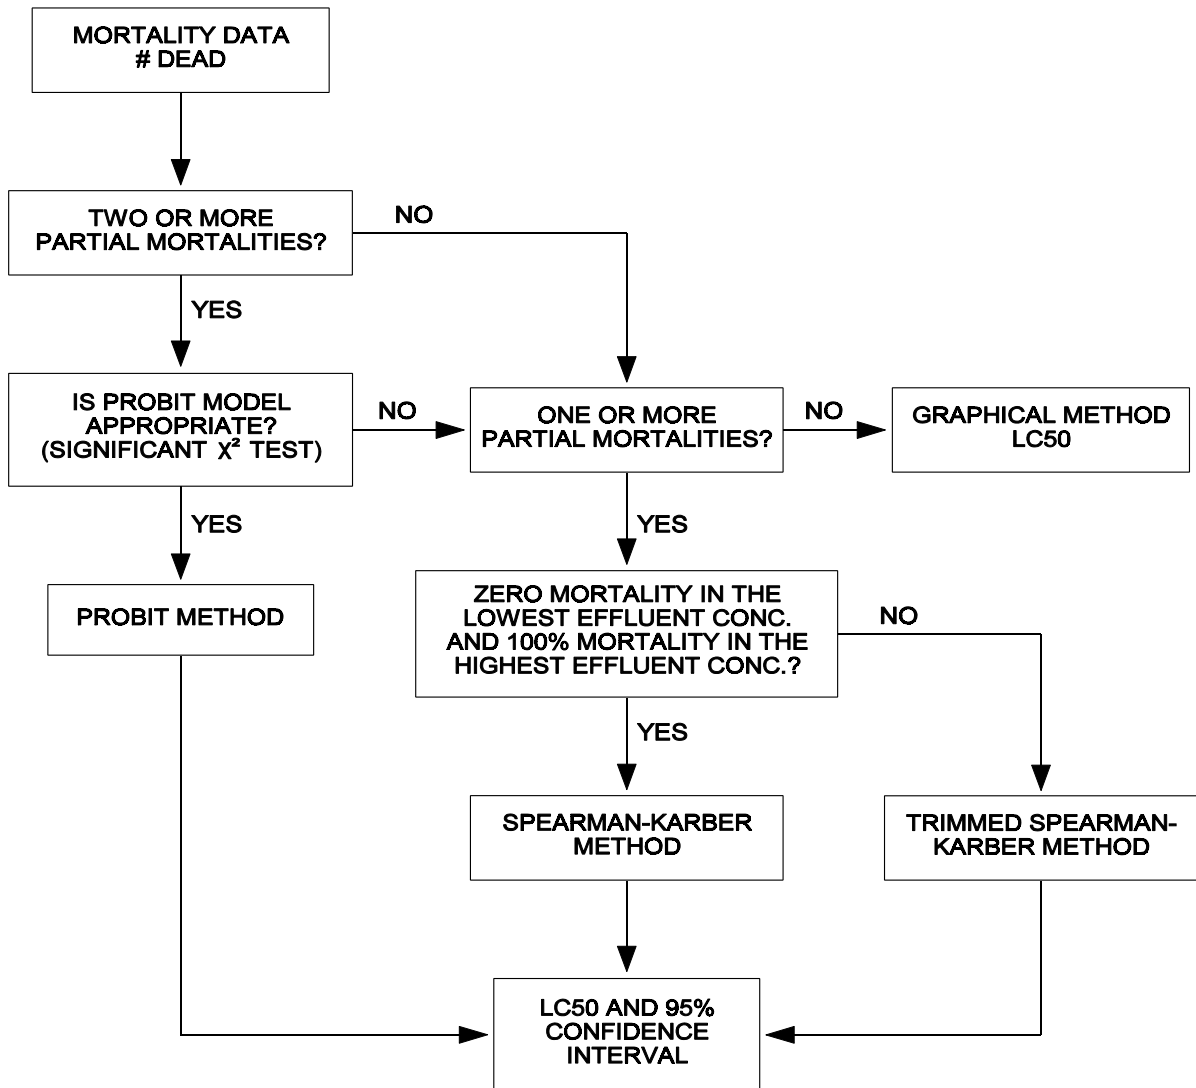 MORTALITY DATA
# DEAD
TWO OR MORE
PARTIAL MORTALITIES?
NO
YES
IS PROBIT MODEL
APPROPRIATE?
(SIGNIFICANT χ² TEST)
NO
ONE OR MORE
PARTIAL MORTALITIES?
NO
GRAPHICAL METHOD
LC50
YES
YES
PROBIT METHOD
ZERO MORTALITY IN THE
LOWEST EFFLUENT CONC.
AND 100% MORTALITY IN THE
HIGHEST EFFLUENT CONC.?
NO
YES
SPEARMAN-KARBER
METHOD
TRIMMED SPEARMAN-
KARBER METHOD
LC50 AND 95%
CONFIDENCE
INTERVAL